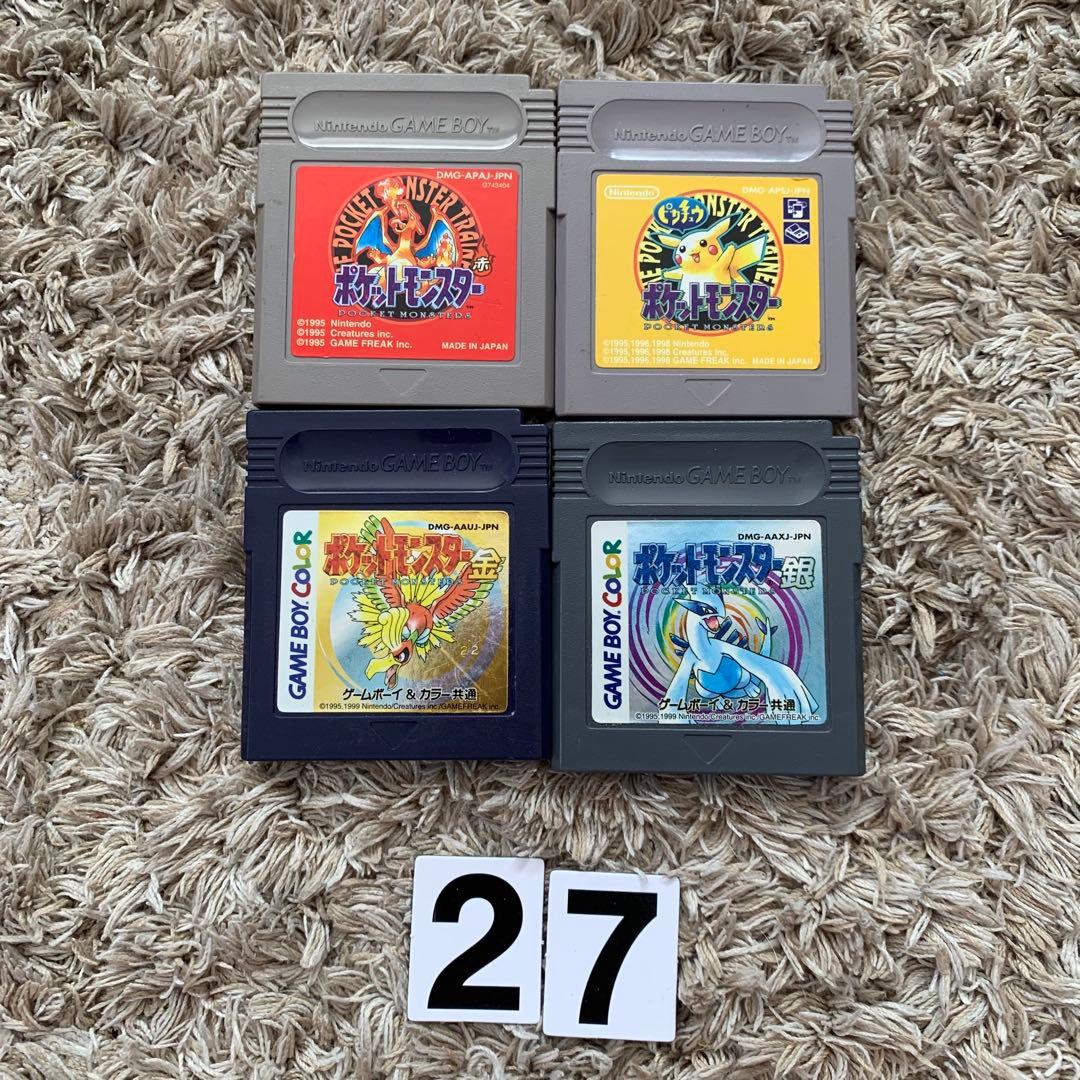 Nintendo GAME BOY™
DMG-APAJ-JPN
G743404
THE POCKET MONSTER TRAINER
赤
ポケットモンスター™
POCKET MONSTERS
©1995 Nintendo
©1995 Creatures inc.
©1995 GAME FREAK inc.
MADE IN JAPAN
Nintendo GAME BOY™
Nintendo
DMG-APSJ-JPN
ピカチュウ
ポケットモンスター™
POCKET MONSTERS
©1995,1996,1998 Nintendo
©1995,1996,1998 Creatures inc.
©1995,1996,1998 GAME FREAK inc.
MADE IN JAPAN
Nintendo GAME BOY™
DMG-AAUJ-JPN
GAME BOY COLOR
ポケットモンスター金
POCKET MONSTERS
22
ゲームボーイ & カラー共通
©1995,1999 Nintendo/Creatures inc./GAMEFREAK inc.
Nintendo GAME BOY™
DMG-AAXJ-JPN
GAME BOY COLOR
ポケットモンスター銀
POCKET MONSTERS
ゲームボーイ & カラー共通
©1995,1999 Nintendo/Creatures inc./GAMEFREAK inc.
27